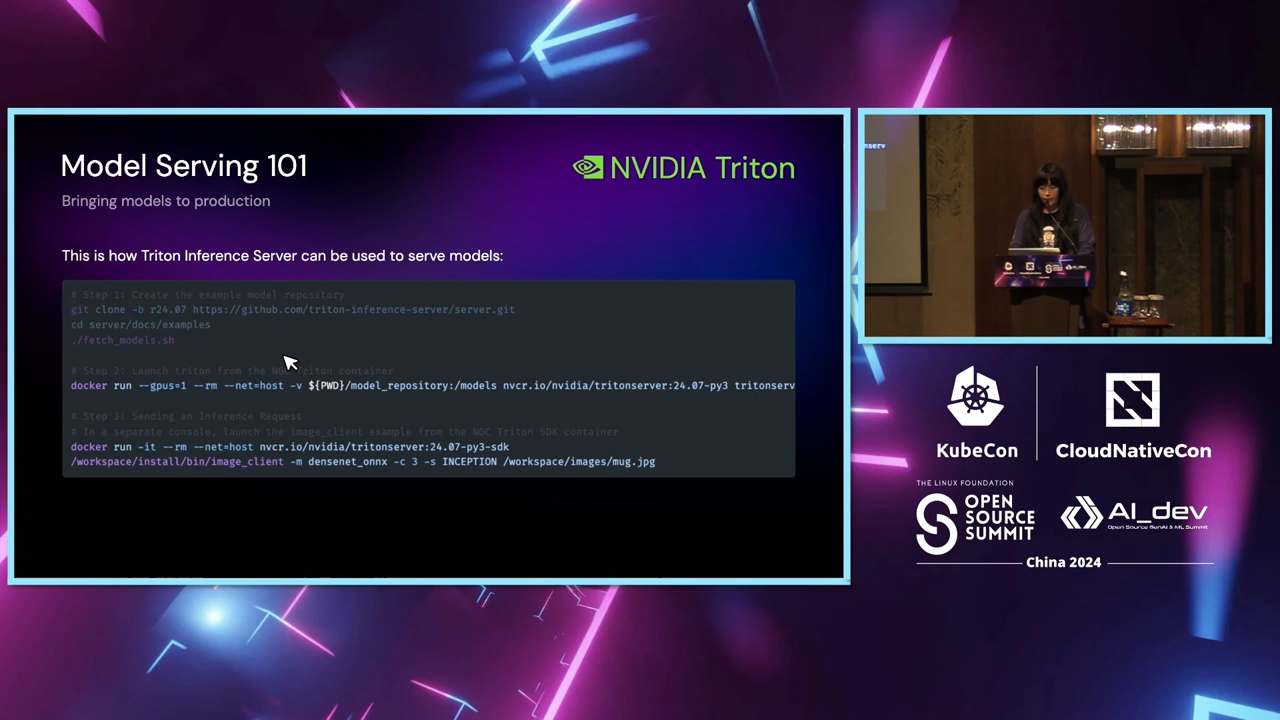 Model Serving 101
NVIDIA Triton
Bringing models to production
This is how Triton Inference Server can be used to serve models:
# Step 1: Create the example model repository
git clone -b r24.07 https://github.com/triton-inference-server/server.git
cd server/docs/examples
./fetch_models.sh
# Step 2: Launch triton from the NGC Triton container
docker run --gpus=1 --rm --net=host -v ${PWD}/model_repository:/models nvcr.io/nvidia/tritonserver:24.07-py3 tritonserv
# Step 3: Sending an Inference Request
# In a separate console, launch the image_client example from the NGC Triton SDK container
docker run -it --rm --net=host nvcr.io/nvidia/tritonserver:24.07-py3-sdk
/workspace/install/bin/image_client -m densenet_onnx -c 3 -s INCEPTION /workspace/images/mug.jpg
KubeCon
CloudNativeCon
THE LINUX FOUNDATION
OPEN
SOURCE
SUMMIT
AI_dev
Open Source GenAI & ML Summit
China 2024